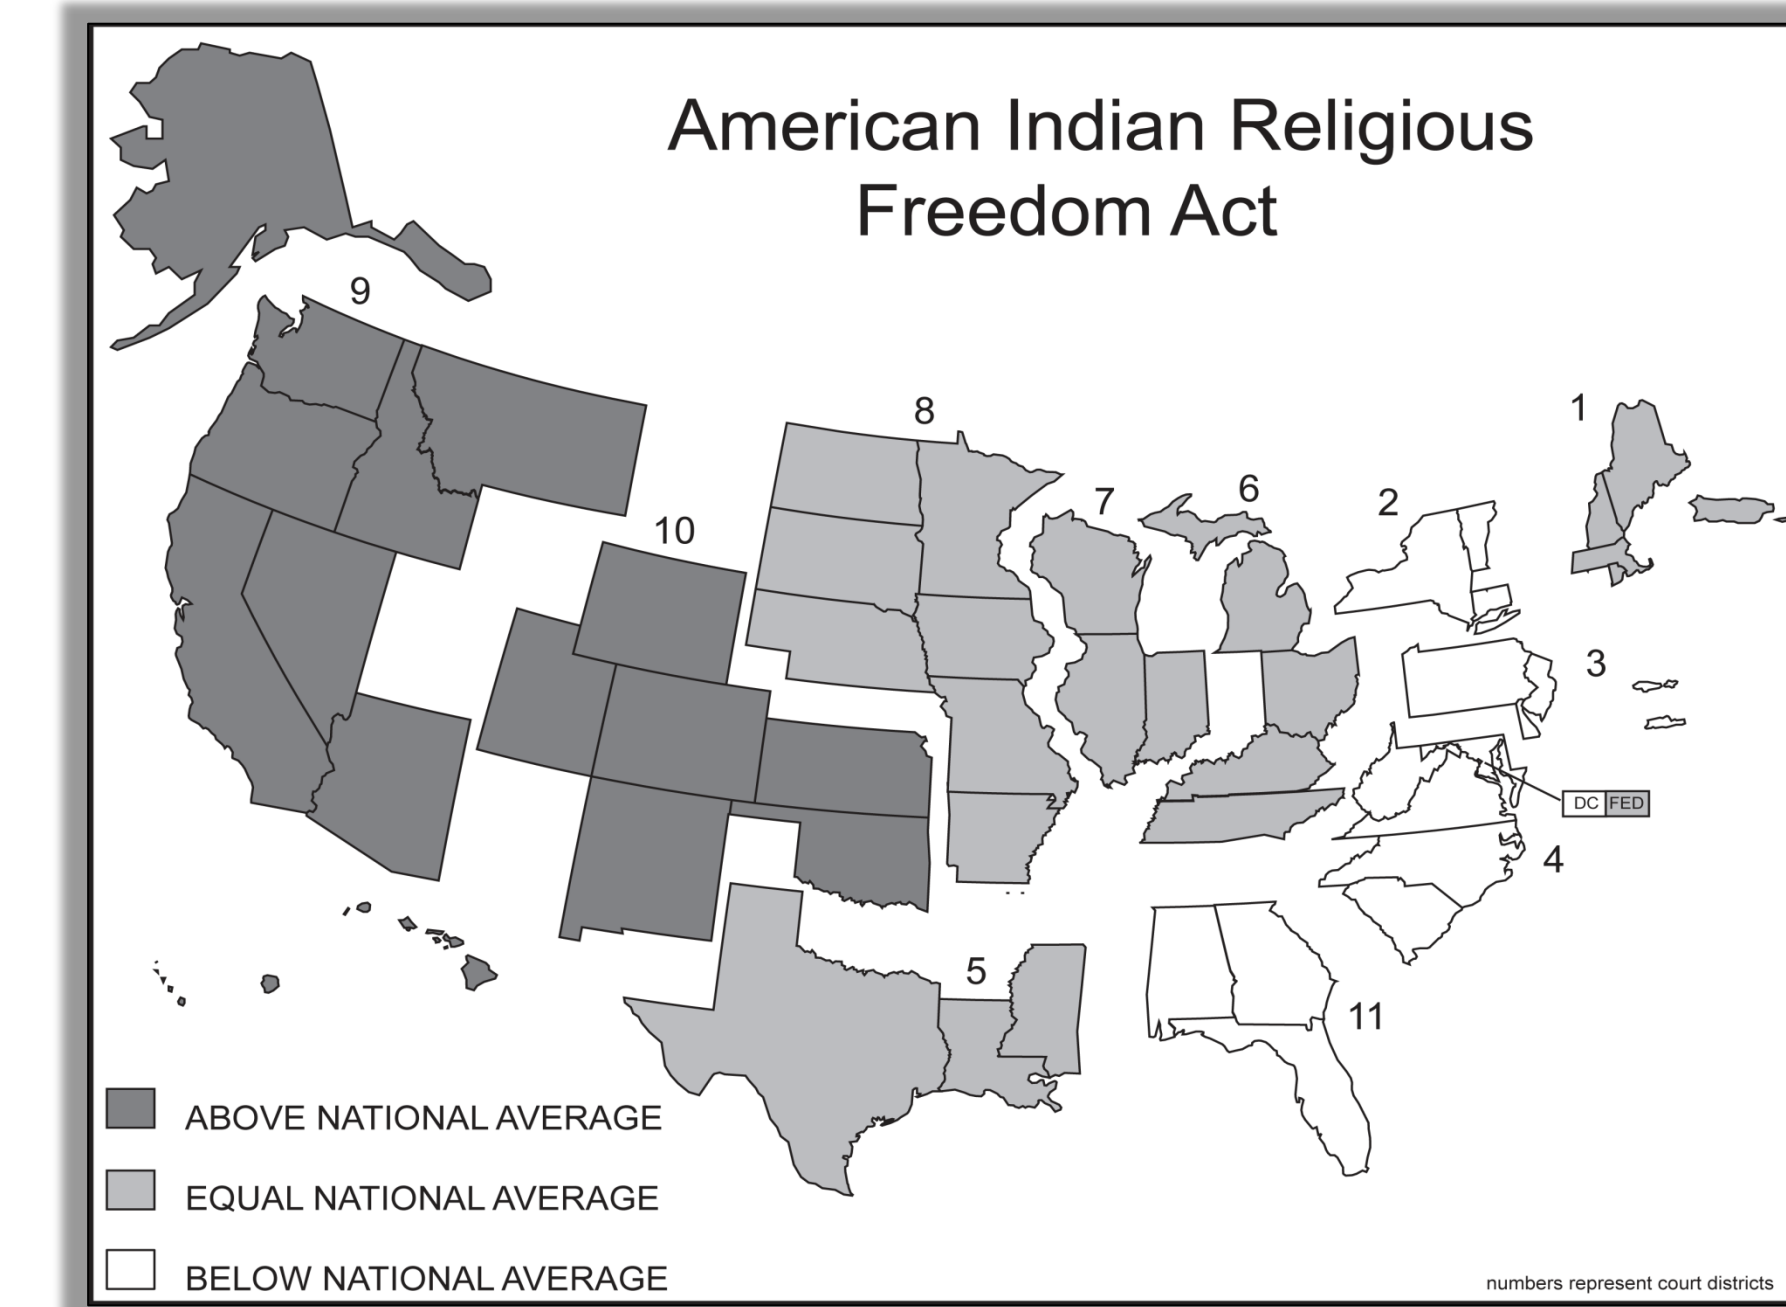 American Indian Religious
Freedom Act
9
8
1
10
7
6
2
3
DC FED
4
5
11
ABOVE NATIONAL AVERAGE
EQUAL NATIONAL AVERAGE
BELOW NATIONAL AVERAGE
numbers represent court districts